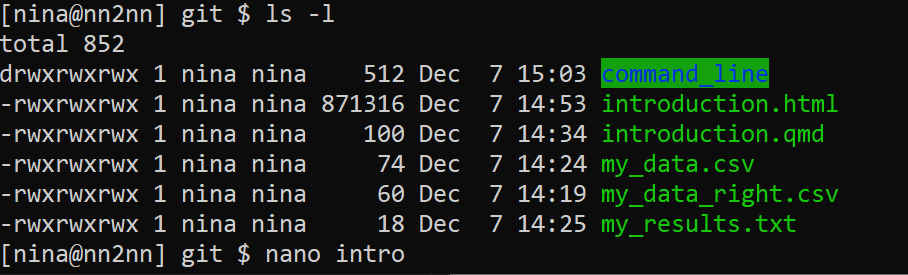 [nina@nn2nn] git $ ls -l
total 852
drwxrwxrwx 1 nina nina    512 Dec  7 15:03 command_line
-rwxrwxrwx 1 nina nina 871316 Dec  7 14:53 introduction.html
-rwxrwxrwx 1 nina nina    100 Dec  7 14:34 introduction.qmd
-rwxrwxrwx 1 nina nina     74 Dec  7 14:24 my_data.csv
-rwxrwxrwx 1 nina nina     60 Dec  7 14:19 my_data_right.csv
-rwxrwxrwx 1 nina nina     18 Dec  7 14:25 my_results.txt
[nina@nn2nn] git $ nano intro